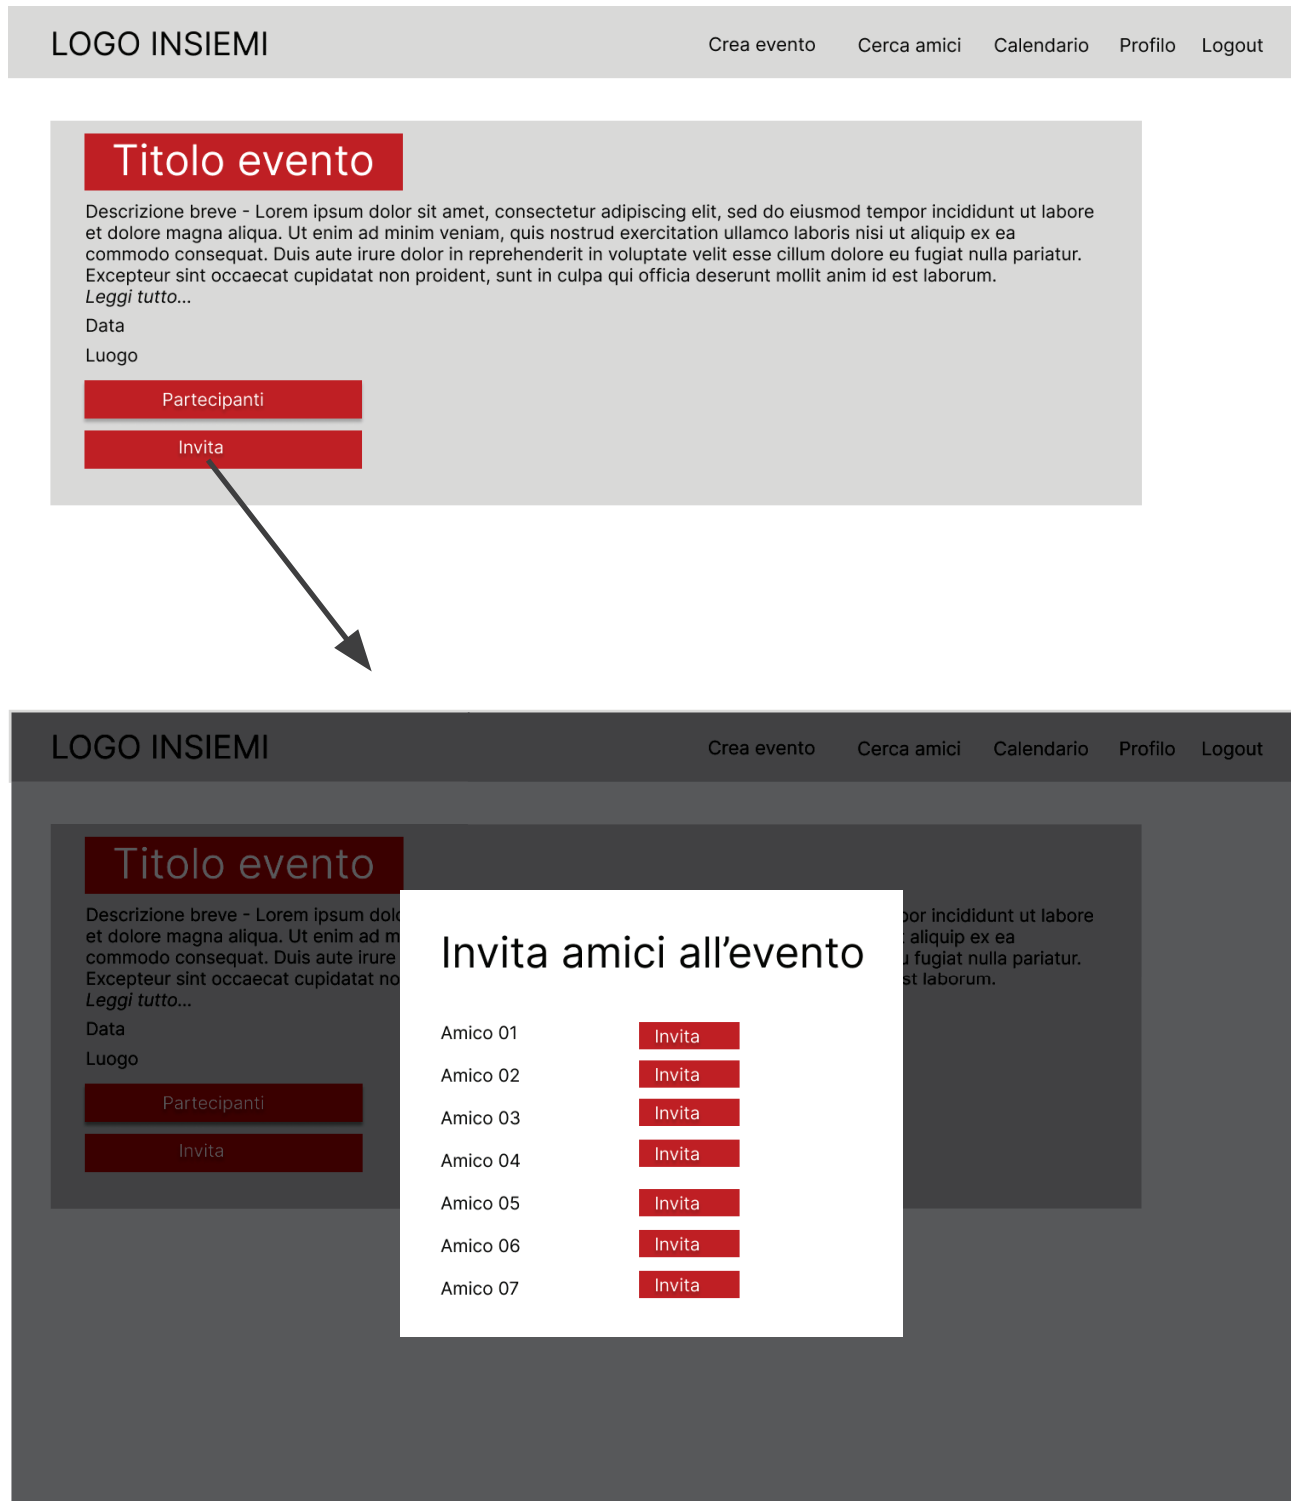 LOGO INSIEMI
Crea evento Cerca amici Calendario Profilo Logout
Titolo evento
Descrizione breve - Lorem ipsum dolor sit amet, consectetur adipiscing elit, sed do eiusmod tempor incididunt ut labore
et dolore magna aliqua. Ut enim ad minim veniam, quis nostrud exercitation ullamco laboris nisi ut aliquip ex ea
commodo consequat. Duis aute irure dolor in reprehenderit in voluptate velit esse cillum dolore eu fugiat nulla pariatur.
Excepteur sint occaecat cupidatat non proident, sunt in culpa qui officia deserunt mollit anim id est laborum.
Leggi tutto...
Data
Luogo
Partecipanti
Invita
LOGO INSIEMI
Crea evento Cerca amici Calendario Profilo Logout
Titolo evento
Descrizione breve - Lorem ipsum incididunt ut labore
et dolore magna aliqua. Ut enim ad aliquip ex ea
commodo consequat. Duis aute irure fugiat nulla pariatur.
Excepteur sint occaecat cupidatat laborum.
Leggi tutto...
Data
Luogo
Partecipanti
Invita
Invita amici all'evento
Amico 01 Invita
Amico 02 Invita
Amico 03 Invita
Amico 04 Invita
Amico 05 Invita
Amico 06 Invita
Amico 07 Invita